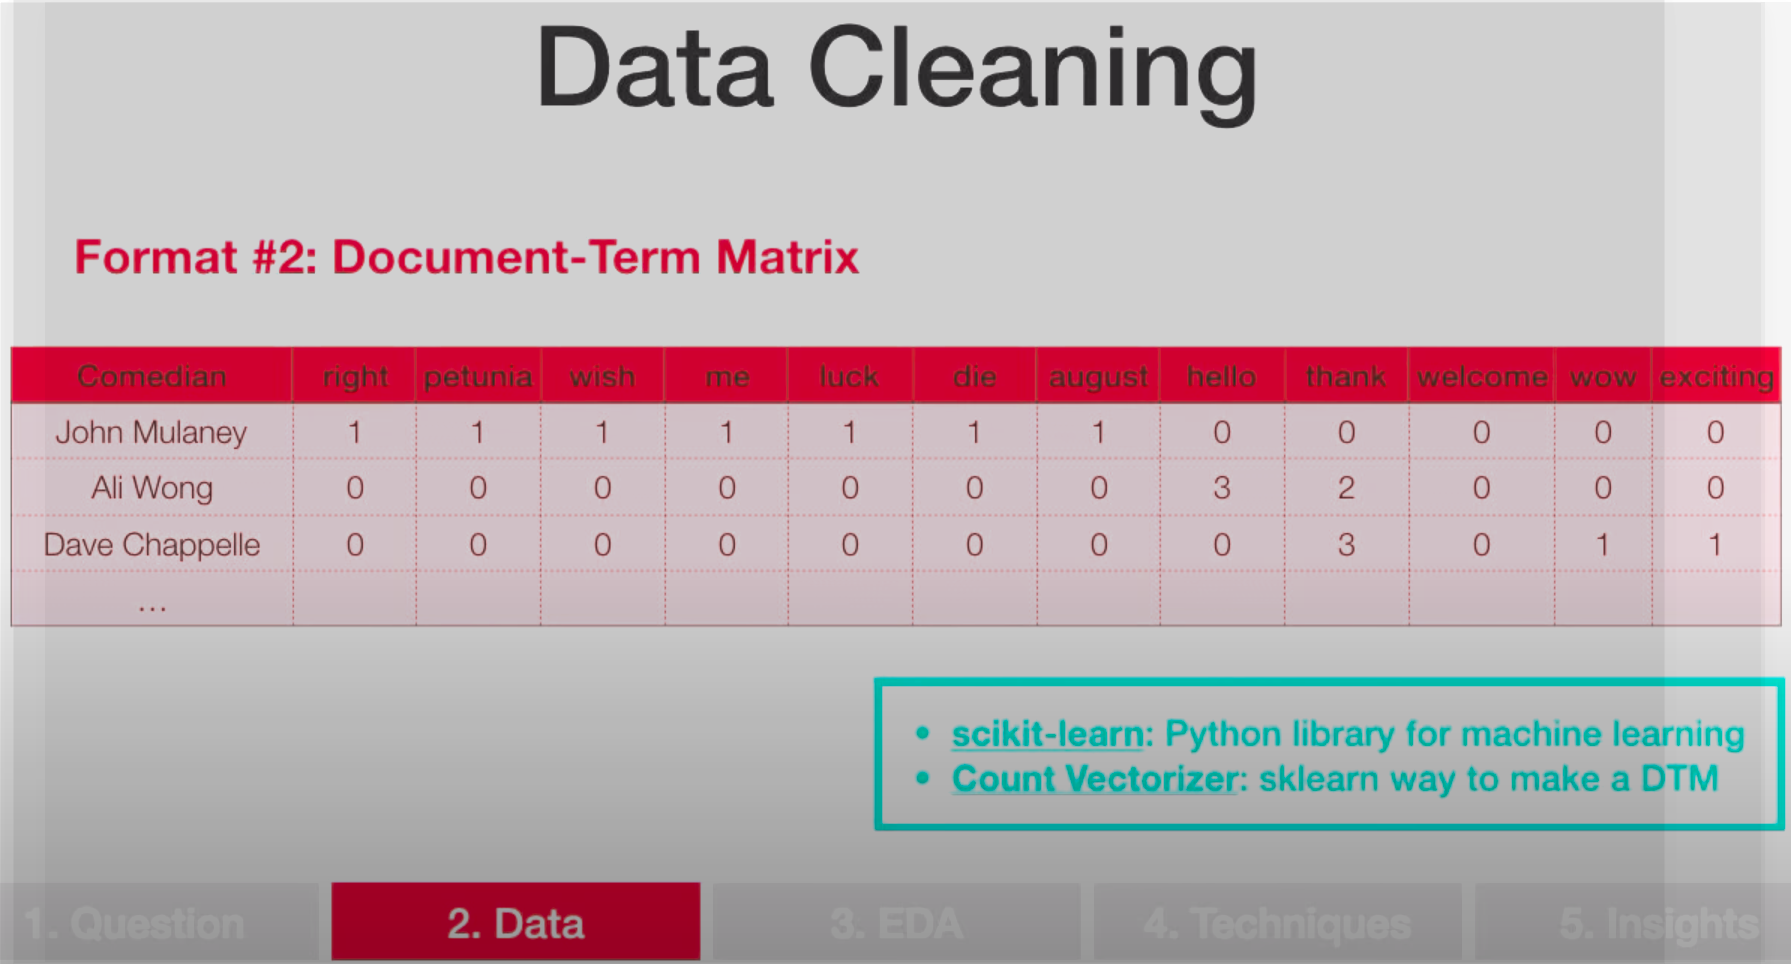 Data Cleaning
Format #2: Document-Term Matrix
Comedian right petunia wish me luck die august hello thank welcome wow exciting
John Mulaney 1 1 1 1 1 1 1 0 0 0 0 0
Ali Wong 0 0 0 0 0 0 0 3 2 0 0 0
Dave Chappelle 0 0 0 0 0 0 0 0 3 0 1 1
...
• scikit-learn: Python library for machine learning
• Count Vectorizer: sklearn way to make a DTM
1. Question 2. Data 3. EDA 4. Techniques 5. Insights